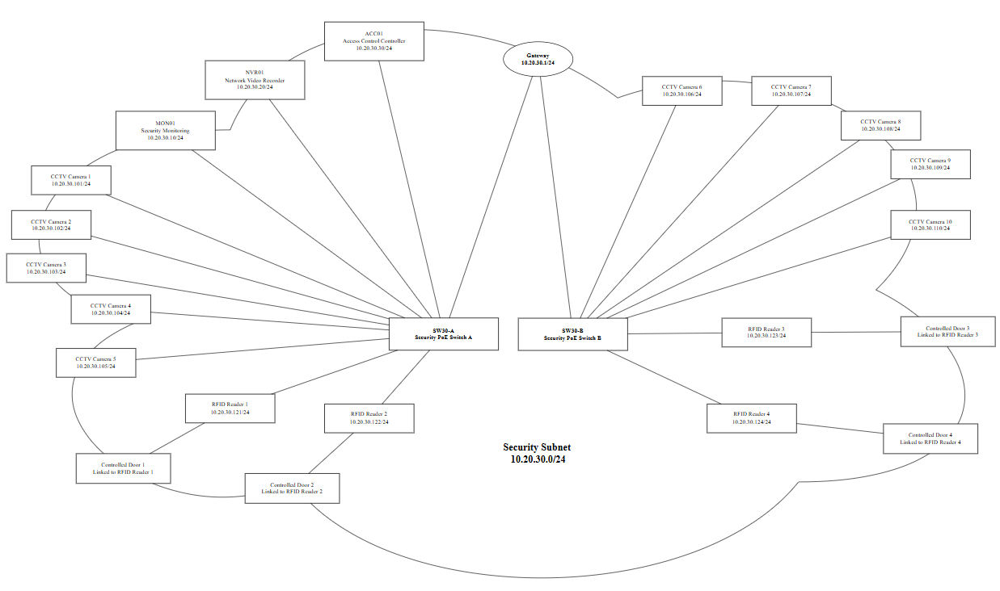 ACC01
Access Control Controller
10.20.30.30/24
Gateway
10.20.30.1/24
NVR01
Network Video Recorder
10.20.30.20/24
CCTV Camera 6
10.20.30.106/24
CCTV Camera 7
10.20.30.107/24
MON01
Security Monitoring
10.20.30.10/24
CCTV Camera 8
10.20.30.108/24
CCTV Camera 1
10.20.30.101/24
CCTV Camera 9
10.20.30.109/24
CCTV Camera 2
10.20.30.102/24
CCTV Camera 10
10.20.30.110/24
CCTV Camera 3
10.20.30.103/24
CCTV Camera 4
10.20.30.104/24
SW30-A
Security PoE Switch A
SW30-B
Security PoE Switch B
RFID Reader 3
10.20.30.123/24
Controlled Door 3
Linked to RFID Reader 3
CCTV Camera 5
10.20.30.105/24
RFID Reader 1
10.20.30.121/24
RFID Reader 2
10.20.30.122/24
RFID Reader 4
10.20.30.124/24
Controlled Door 4
Linked to RFID Reader 4
Security Subnet
10.20.30.0/24
Controlled Door 1
Linked to RFID Reader 1
Controlled Door 2
Linked to RFID Reader 2